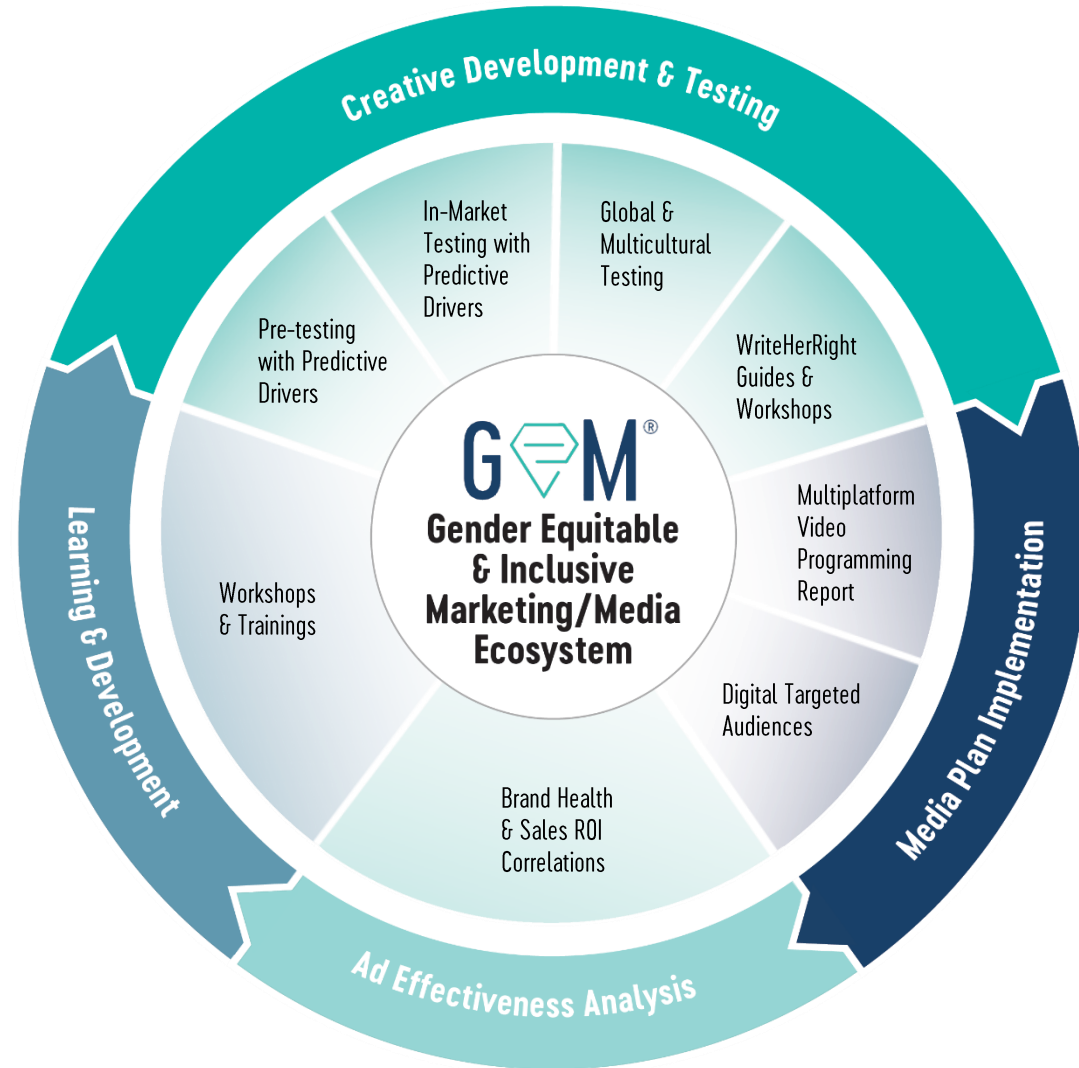 Creative Development & Testing
In-Market
Testing with
Predictive
Drivers
Global &
Multicultural
Testing
Pre-testing
with Predictive
Drivers
WriteHerRight
Guides &
Workshops
GEM®
Gender Equitable
& Inclusive
Marketing/Media
Ecosystem
Multiplatform
Video
Programming
Report
Media Plan Implementation
Digital Targeted
Audiences
Workshops
& Trainings
Learning & Development
Brand Health
& Sales ROI
Correlations
Ad Effectiveness Analysis